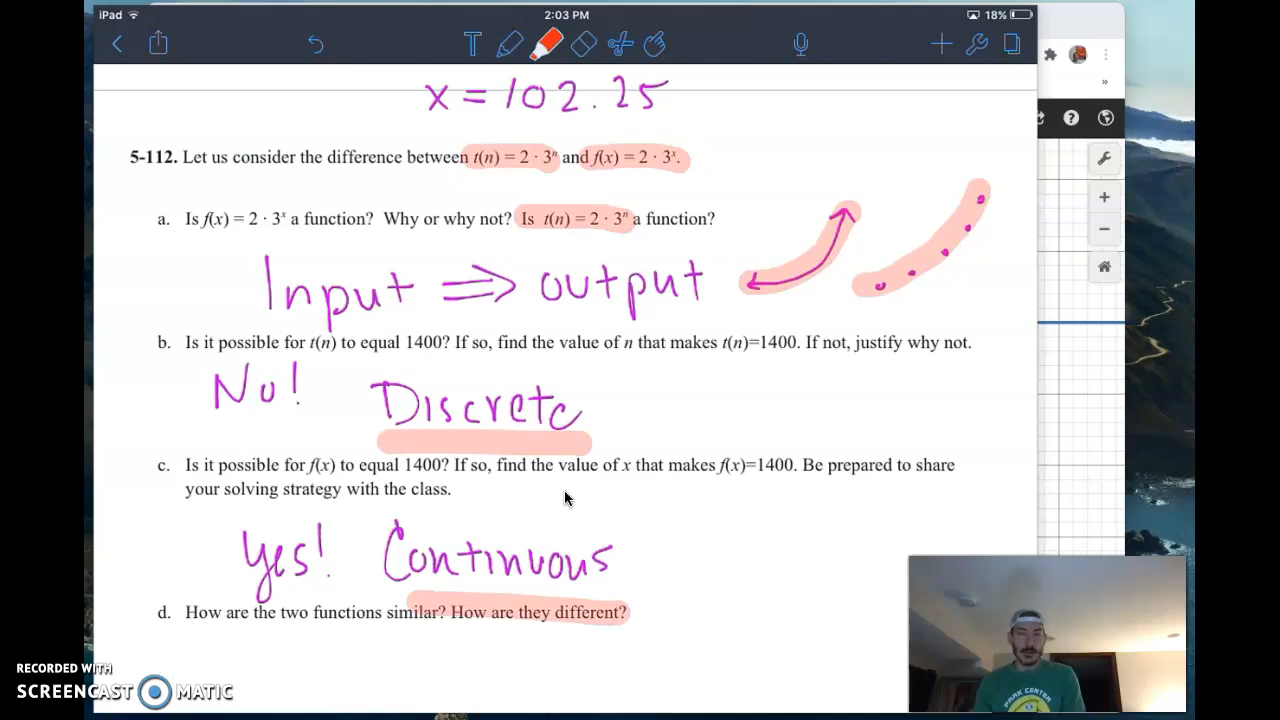 iPad 2:03 PM 18%
x = 102.25
5-112. Let us consider the difference between t(n) = 2 · 3ⁿ and f(x) = 2 · 3ˣ.
a. Is f(x) = 2 · 3ˣ a function? Why or why not? Is t(n) = 2 · 3ⁿ a function?
Input ⇒ output
b. Is it possible for t(n) to equal 1400? If so, find the value of n that makes t(n)=1400. If not, justify why not.
No! Discrete
c. Is it possible for f(x) to equal 1400? If so, find the value of x that makes f(x)=1400. Be prepared to share
your solving strategy with the class.
Yes! Continuous
d. How are the two functions similar? How are they different?
RECORDED WITH
SCREENCAST MATIC
PARK CENTER